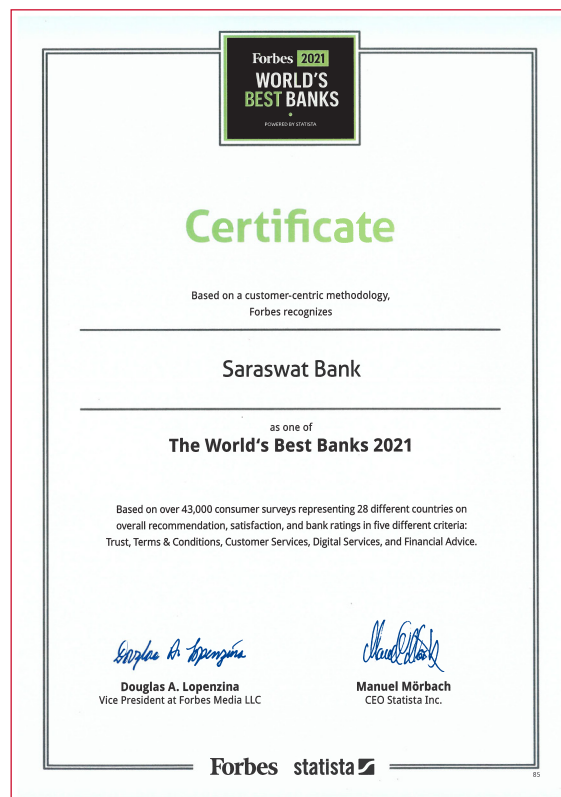 Forbes 2021
WORLD'S
BEST BANKS
POWERED BY STATISTA
Certificate
Based on a customer-centric methodology,
Forbes recognizes
Saraswat Bank
as one of
The World‘s Best Banks 2021
Based on over 43,000 consumer surveys representing 28 different countries on
overall recommendation, satisfaction, and bank ratings in five different criteria:
Trust, Terms & Conditions, Customer Services, Digital Services, and Financial Advice.
Douglas A. Lopenzina
Douglas A. Lopenzina
Vice President at Forbes Media LLC
Manuel Mörbach
CEO Statista Inc.
Forbes statista
85